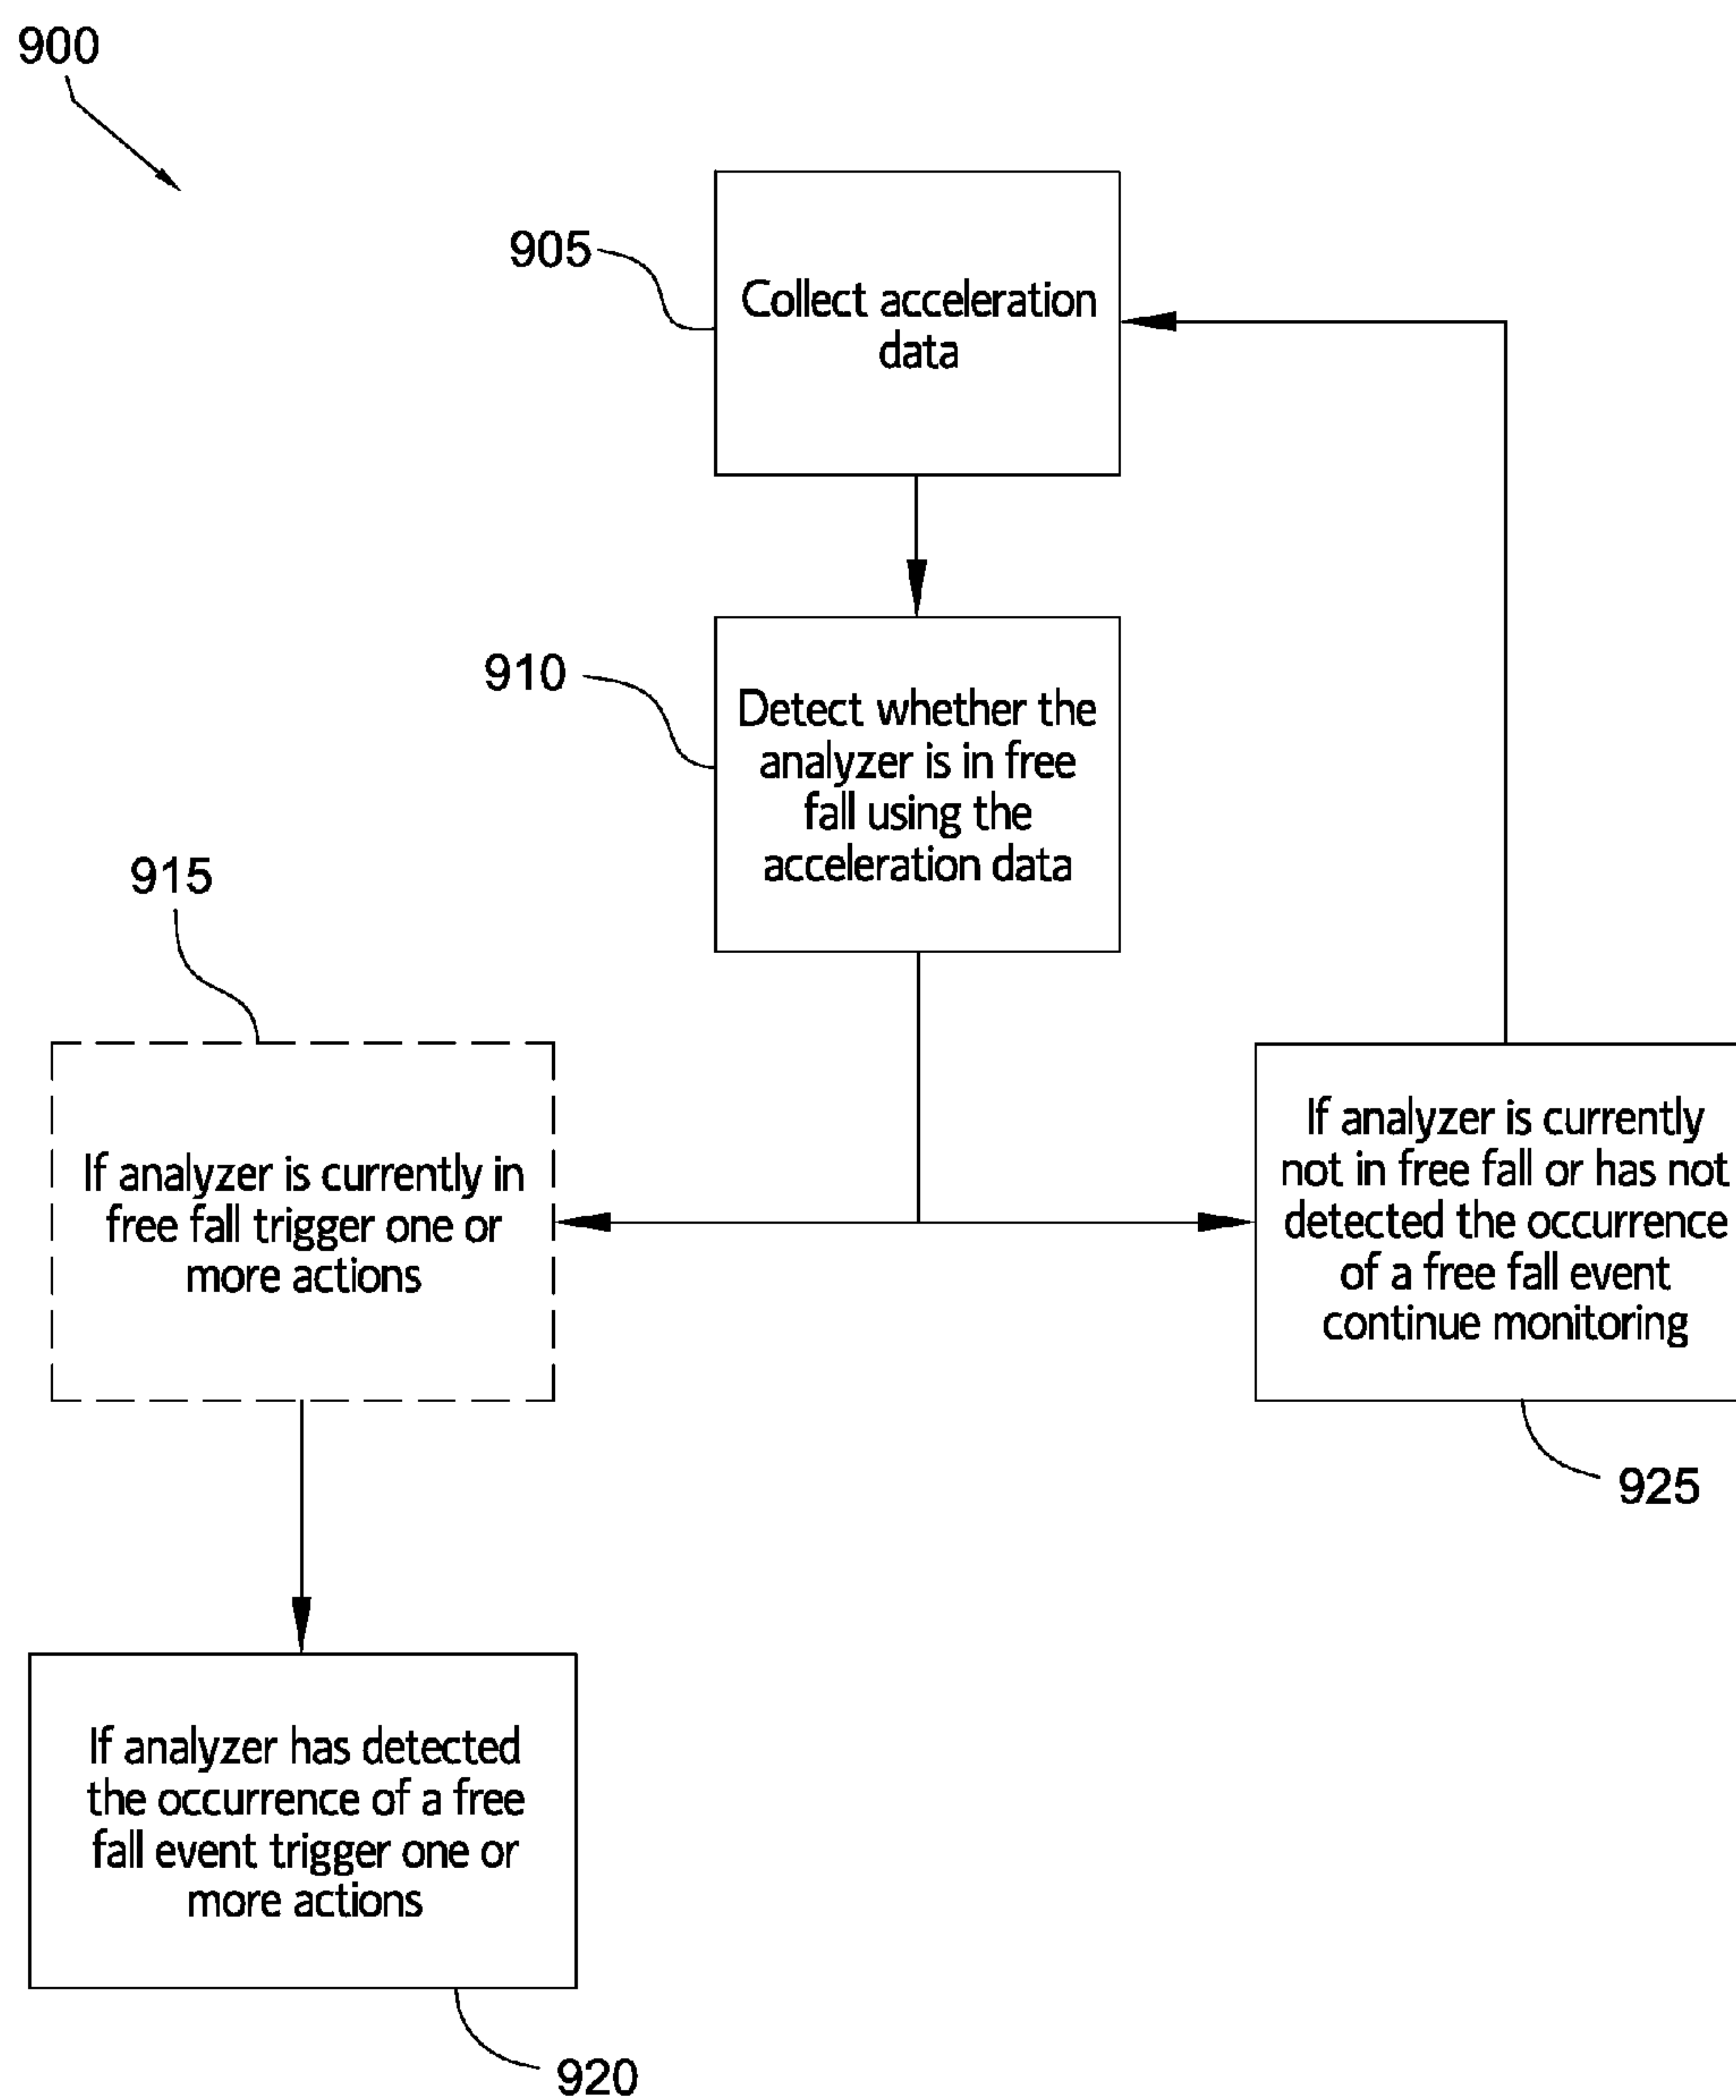 900
905
Collect acceleration
data
910
Detect whether the
analyzer is in free
fall using the
acceleration data
915
If analyzer is currently in
free fall trigger one or
more actions
If analyzer is currently
not in free fall or has not
detected the occurrence
of a free fall event
continue monitoring
925
If analyzer has detected
the occurrence of a free
fall event trigger one or
more actions
920